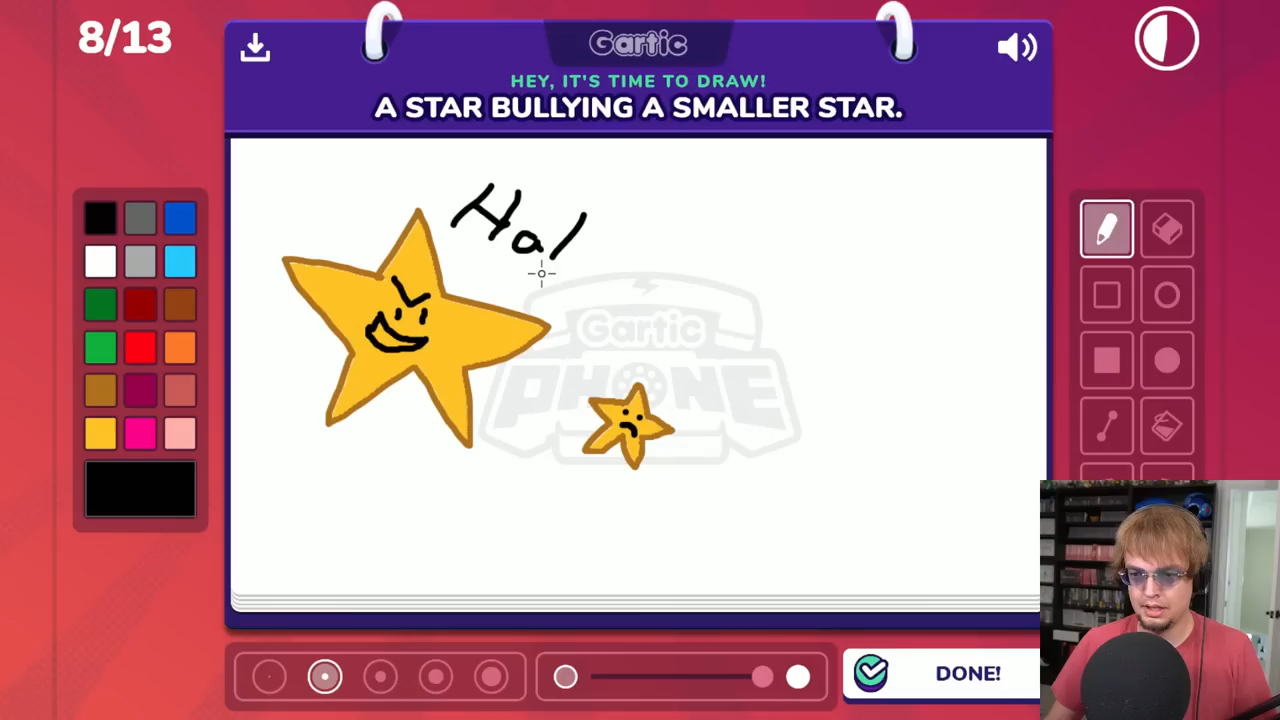 8/13
Gartic
HEY, IT'S TIME TO DRAW!
A STAR BULLYING A SMALLER STAR.
Ha!
Gartic
PHONE
DONE!